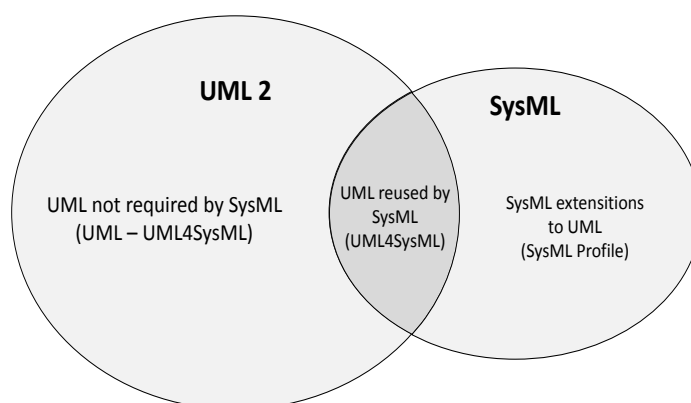 UML 2
SysML
UML not required by SysML
(UML – UML4SysML)
UML reused by
SysML
(UML4SysML)
SysML extensitions
to UML
(SysML Profile)